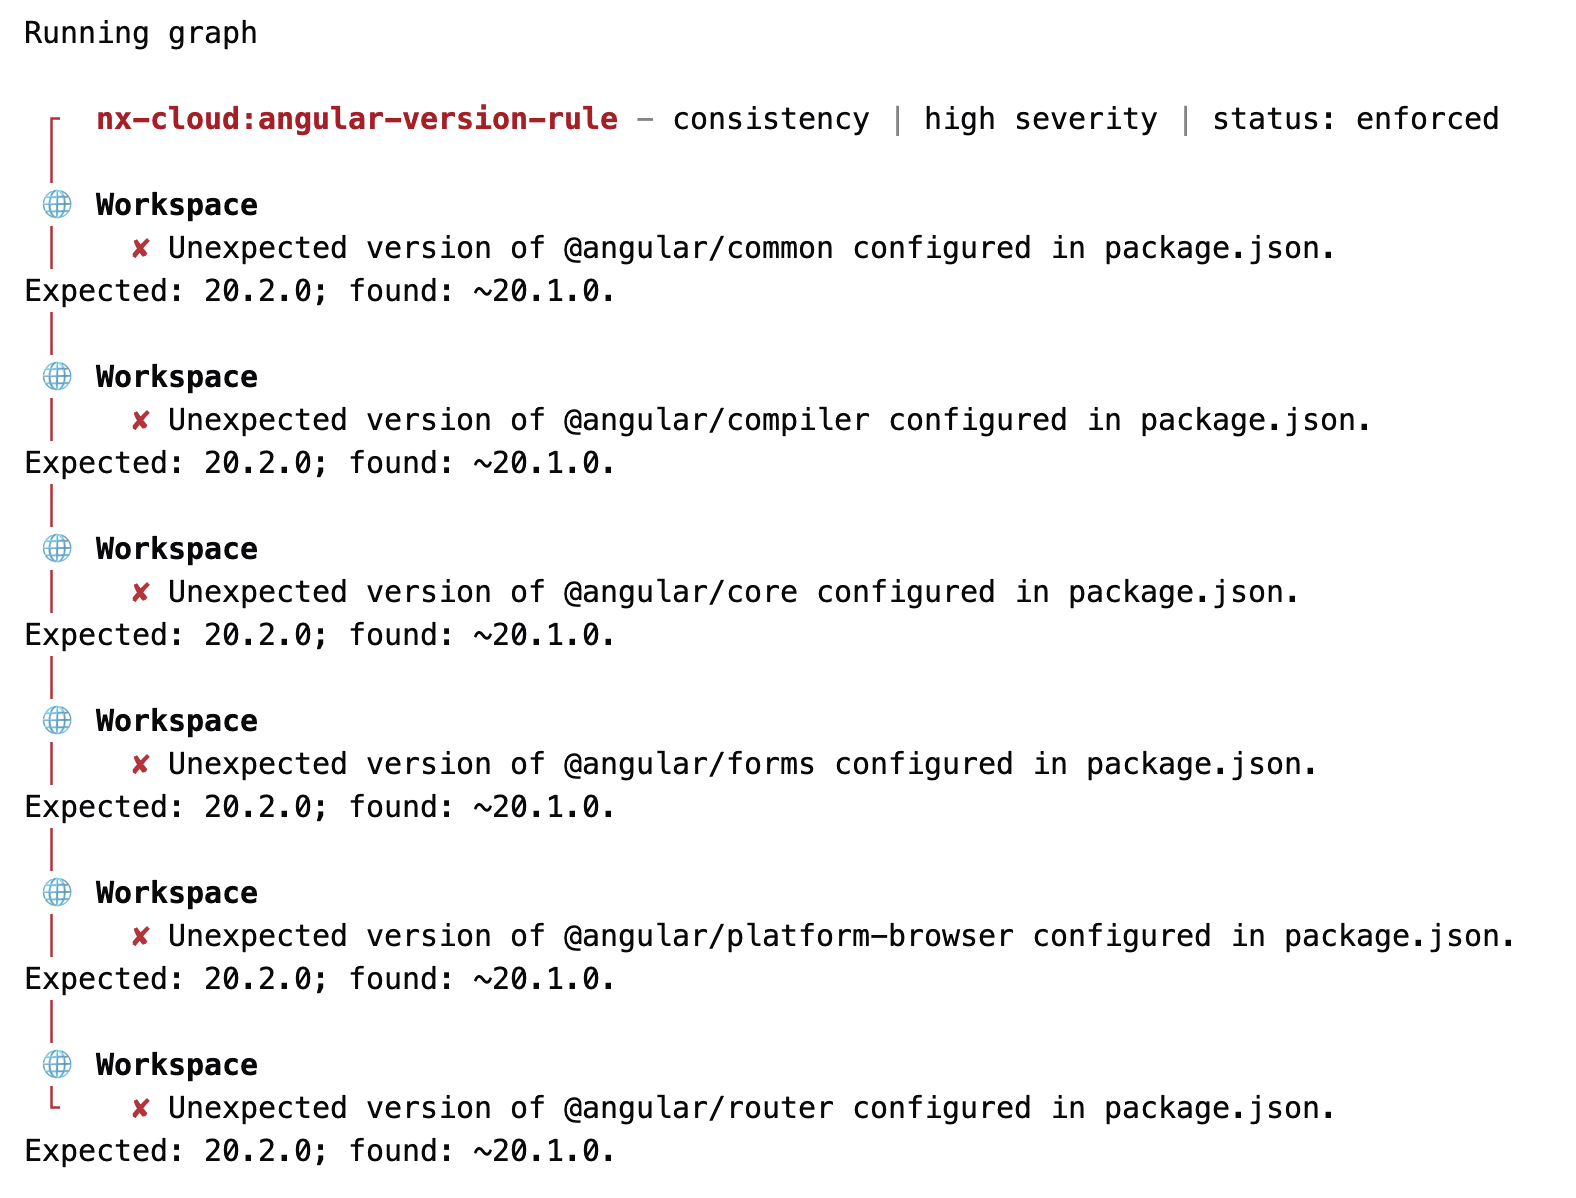 Running graph
nx-cloud:angular-version-rule – consistency | high severity | status: enforced
Workspace
✘ Unexpected version of @angular/common configured in package.json.
Expected: 20.2.0; found: ~20.1.0.
Workspace
✘ Unexpected version of @angular/compiler configured in package.json.
Expected: 20.2.0; found: ~20.1.0.
Workspace
✘ Unexpected version of @angular/core configured in package.json.
Expected: 20.2.0; found: ~20.1.0.
Workspace
✘ Unexpected version of @angular/forms configured in package.json.
Expected: 20.2.0; found: ~20.1.0.
Workspace
✘ Unexpected version of @angular/platform-browser configured in package.json.
Expected: 20.2.0; found: ~20.1.0.
Workspace
✘ Unexpected version of @angular/router configured in package.json.
Expected: 20.2.0; found: ~20.1.0.